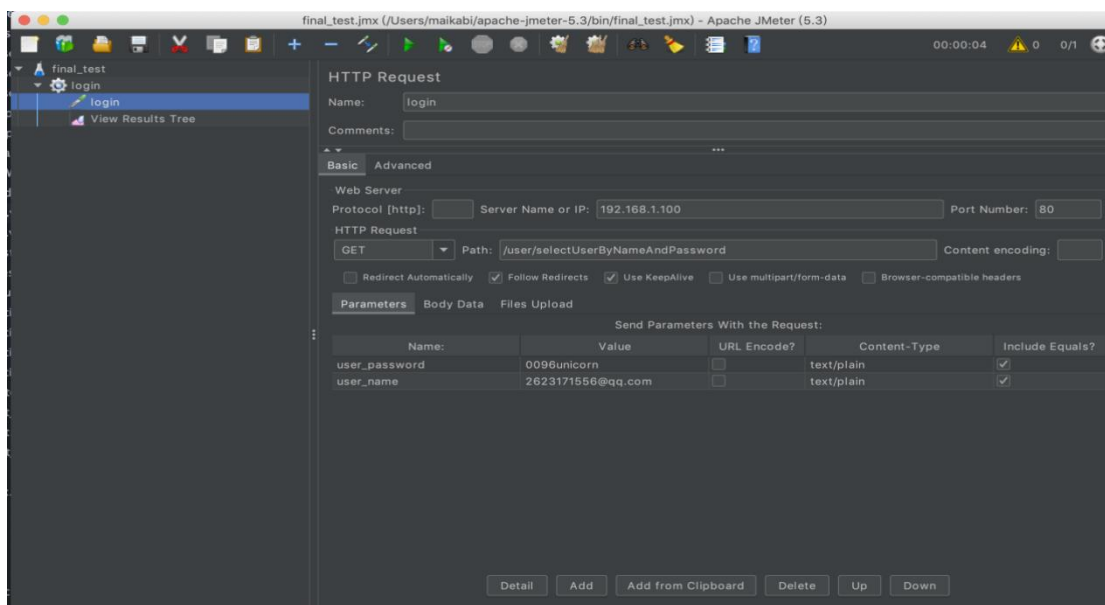 final_test.jmx (/Users/maikabi/apache-jmeter-5.3/bin/final_test.jmx) - Apache JMeter (5.3)
00:00:04 0 0/1
final_test
login
login
View Results Tree
HTTP Request
Name: login
Comments:
Basic Advanced
Web Server
Protocol [http]: Server Name or IP: 192.168.1.100 Port Number: 80
HTTP Request
GET Path: /user/selectUserByNameAndPassword Content encoding:
Redirect Automatically Follow Redirects Use KeepAlive Use multipart/form-data Browser-compatible headers
Parameters Body Data Files Upload
Send Parameters With the Request:
Name: Value URL Encode? Content-Type Include Equals?
user_password 0096unicorn text/plain
user_name 2623171556@qq.com text/plain
Detail Add Add from Clipboard Delete Up Down